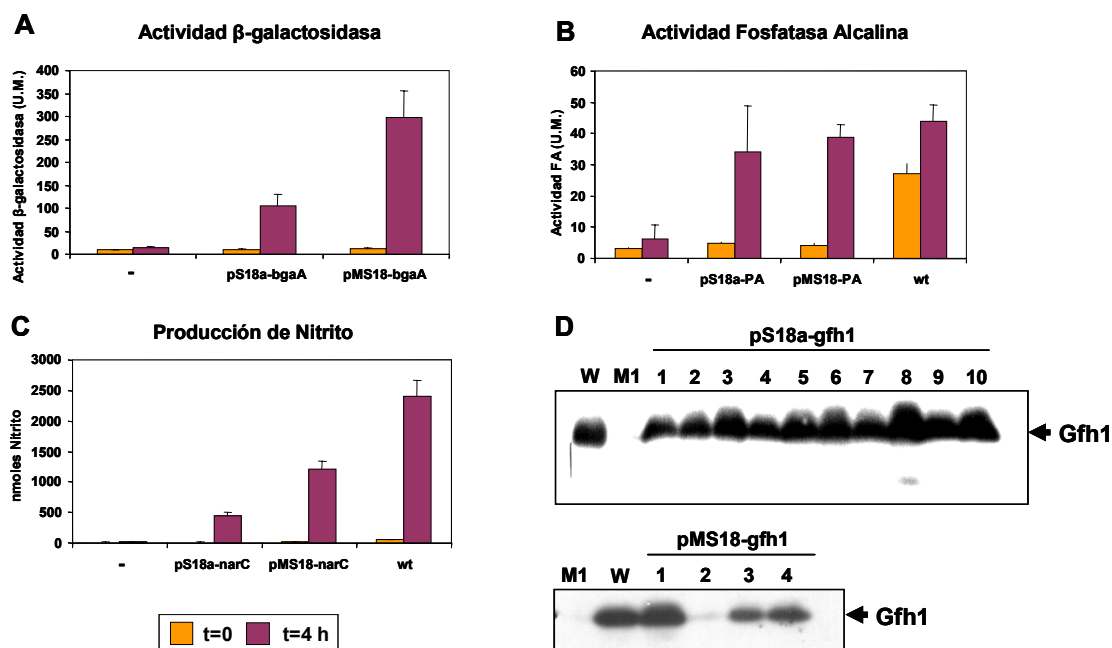 A
Actividad β-galactosidasa
Actividad β-galactosidasa (U.M.)
400
350
300
250
200
150
100
50
0
-
pS18a-bgaA
pMS18-bgaA
B
Actividad Fosfatasa Alcalina
Actividad FA (U.M.)
60
50
40
30
20
10
0
-
pS18a-PA
pMS18-PA
wt
C
Producción de Nitrito
nmoles Nitrito
3000
2500
2000
1500
1000
500
0
-
pS18a-narC
pMS18-narC
wt
t=0
t=4 h
D
pS18a-gfh1
W M1 1 2 3 4 5 6 7 8 9 10
Gfh1
pMS18-gfh1
M1 W 1 2 3 4
Gfh1